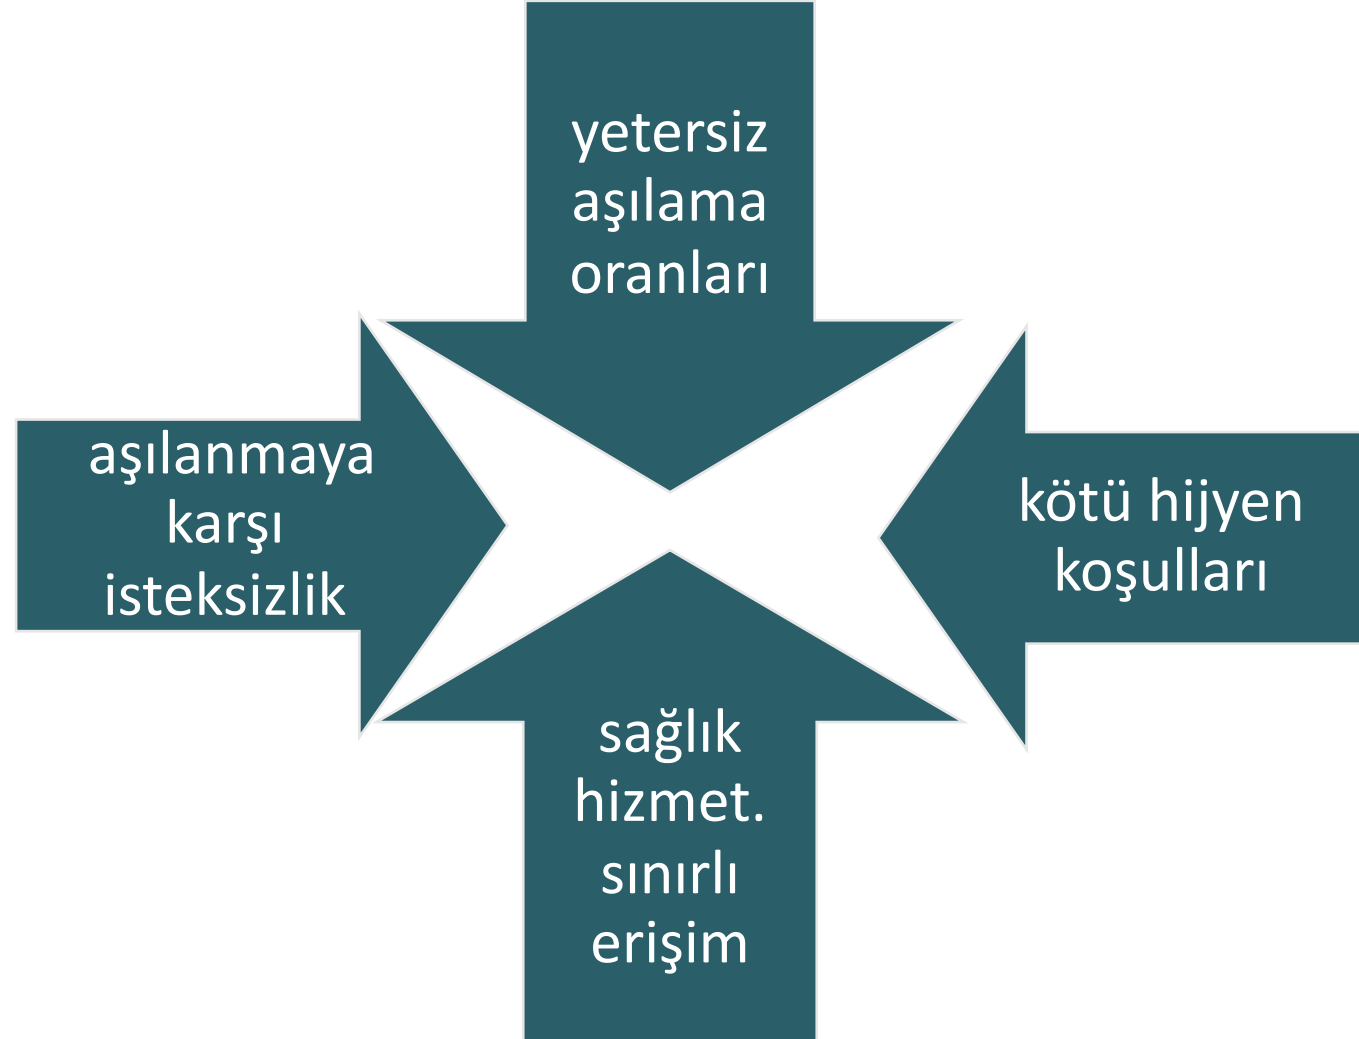 yetersiz
aşılama
oranları
aşılanmaya
karşı
isteksizlik
kötü hijyen
koşulları
sağlık
hizmet.
sınırlı
erişim